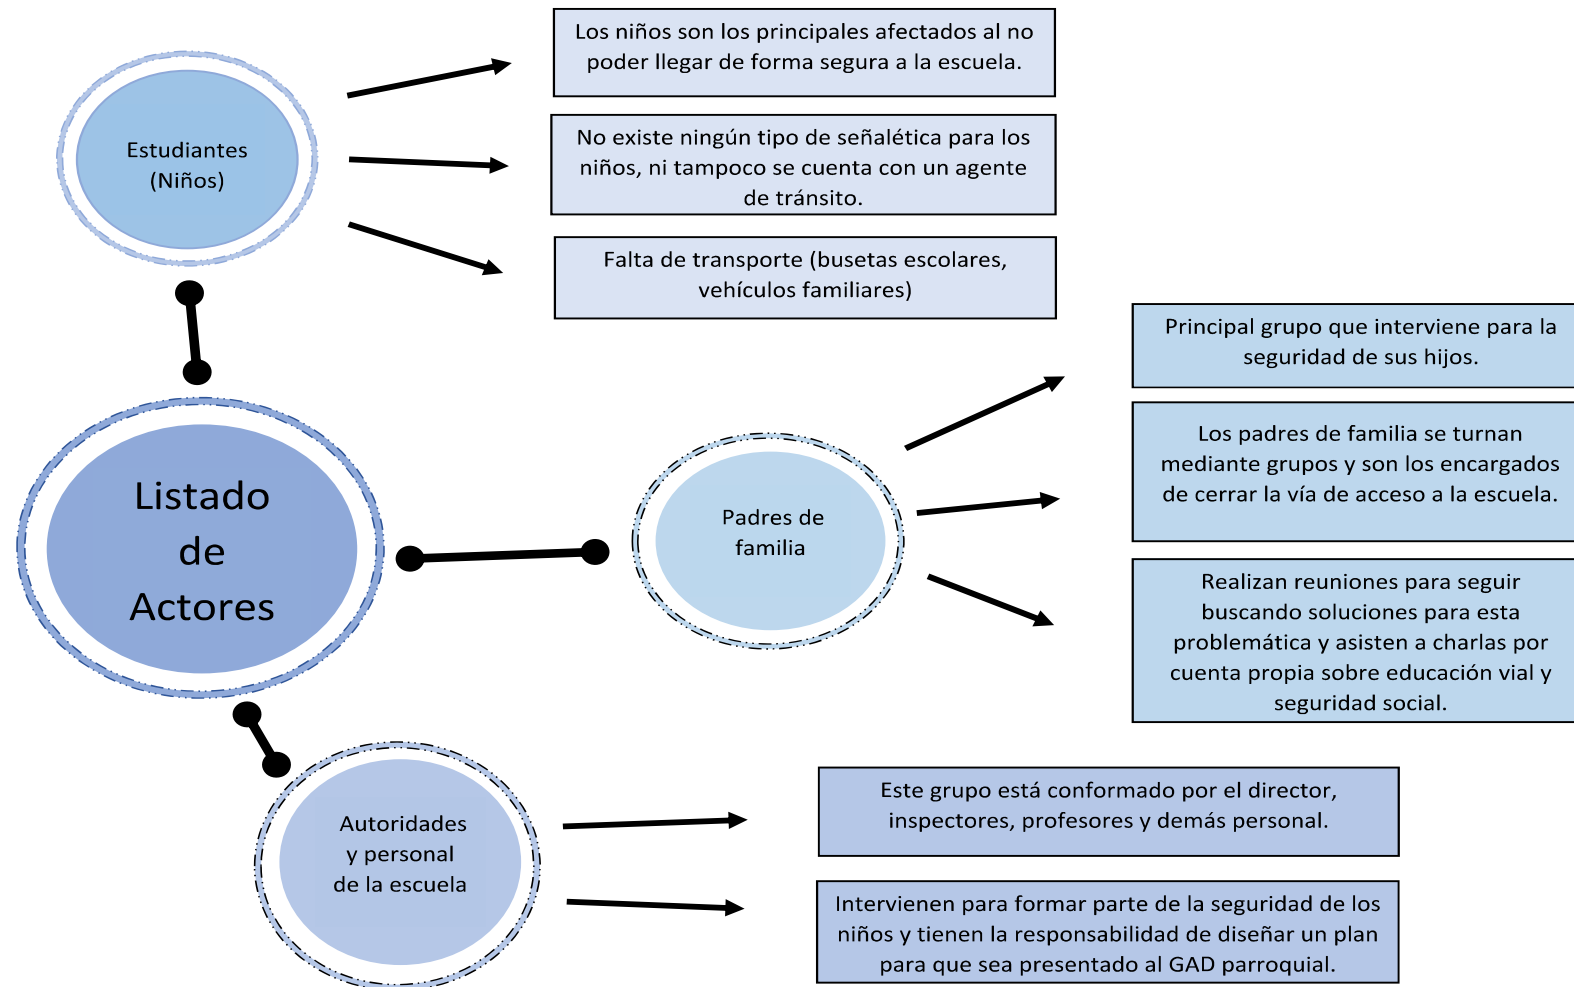 Estudiantes
(Niños)
Los niños son los principales afectados al no
poder llegar de forma segura a la escuela.
No existe ningún tipo de señalética para los
niños, ni tampoco se cuenta con un agente
de tránsito.
Falta de transporte (busetas escolares,
vehículos familiares)
Listado
de
Actores
Padres de
familia
Principal grupo que interviene para la
seguridad de sus hijos.
Los padres de familia se turnan
mediante grupos y son los encargados
de cerrar la vía de acceso a la escuela.
Realizan reuniones para seguir
buscando soluciones para esta
problemática y asisten a charlas por
cuenta propia sobre educación vial y
seguridad social.
Autoridades
y personal
de la escuela
Este grupo está conformado por el director,
inspectores, profesores y demás personal.
Intervienen para formar parte de la seguridad de los
niños y tienen la responsabilidad de diseñar un plan
para que sea presentado al GAD parroquial.